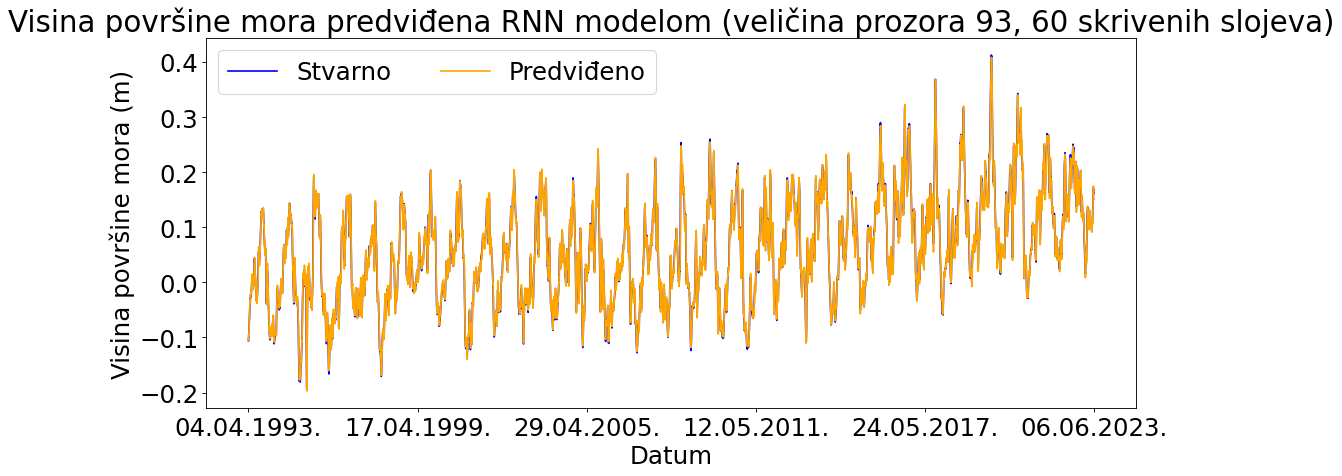 Visina površine mora predviđena RNN modelom (veličina prozora 93, 60 skrivenih slojeva)
Stvarno
Predviđeno
Visina površine mora (m)
0.4
0.3
0.2
0.1
0.0
−0.1
−0.2
04.04.1993. 17.04.1999. 29.04.2005. 12.05.2011. 24.05.2017. 06.06.2023.
Datum